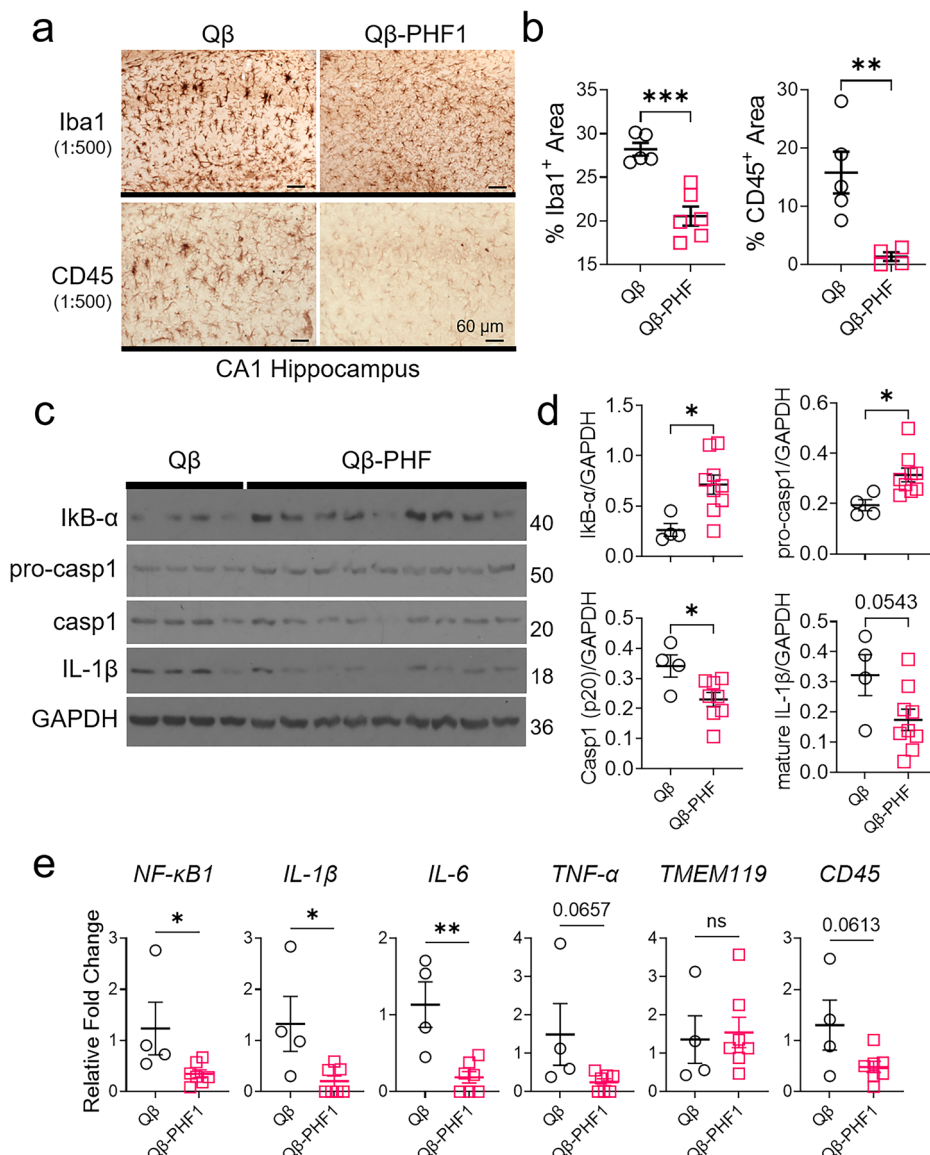 a
Qβ
Qβ-PHF1
Iba1
(1:500)
CD45
(1:500)
60 µm
CA1 Hippocampus
b
***
% Iba1+ Area
35
30
25
20
15
Qβ
Qβ-PHF
**
% CD45+ Area
30
20
10
0
Qβ
Qβ-PHF
c
Qβ
Qβ-PHF
IkB-α
40
pro-casp1
50
casp1
20
IL-1β
18
GAPDH
36
d
*
IkB-α/GAPDH
1.5
1.0
0.5
0.0
*
pro-casp1/GAPDH
0.6
0.4
0.2
0.0
*
Casp1 (p20)/GAPDH
0.5
0.4
0.3
0.2
0.1
0.0
Qβ
Qβ-PHF
0.0543
mature IL-1β/GAPDH
0.5
0.4
0.3
0.2
0.1
0.0
Qβ
Qβ-PHF
e
NF-κB1
*
Relative Fold Change
3
2
1
0
Qβ
Qβ-PHF1
IL-1β
*
3
2
1
0
Qβ
Qβ-PHF1
IL-6
**
2
1
0
Qβ
Qβ-PHF1
TNF-α
0.0657
4
3
2
1
0
Qβ
Qβ-PHF1
TMEM119
ns
4
3
2
1
0
Qβ
Qβ-PHF1
CD45
0.0613
3
2
1
0
Qβ
Qβ-PHF1